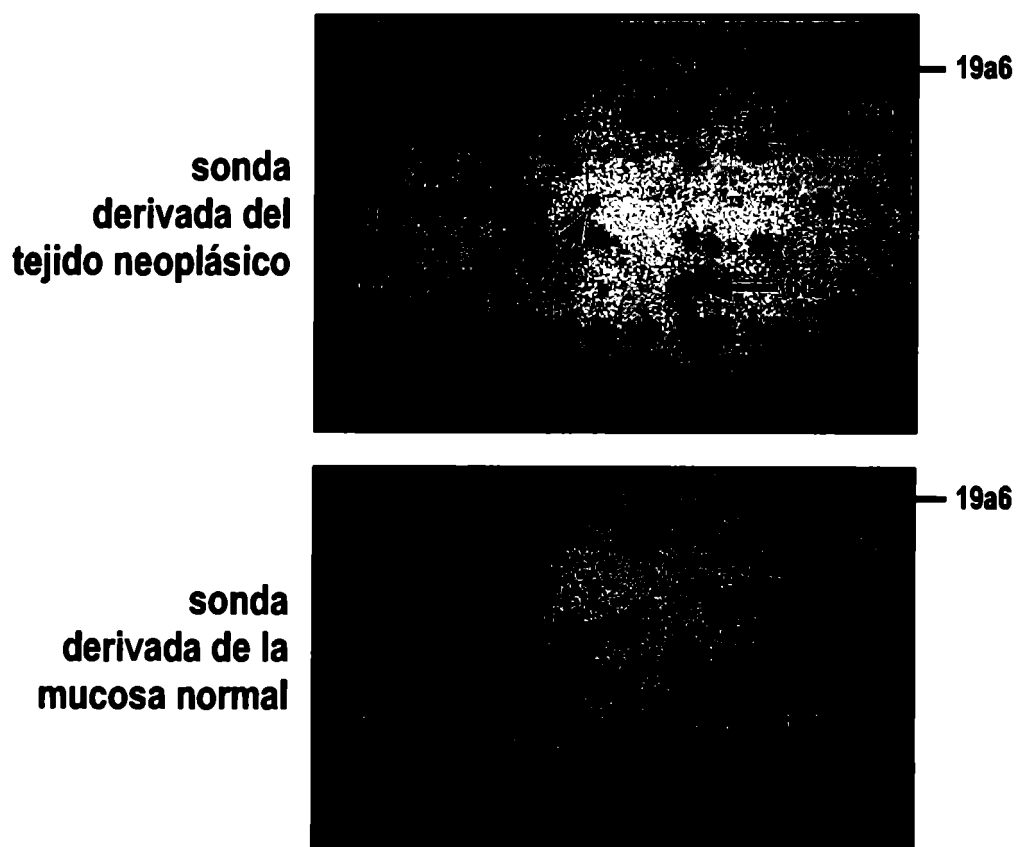 19a6
sonda
derivada del
tejido neoplásico
19a6
sonda
derivada de la
mucosa normal